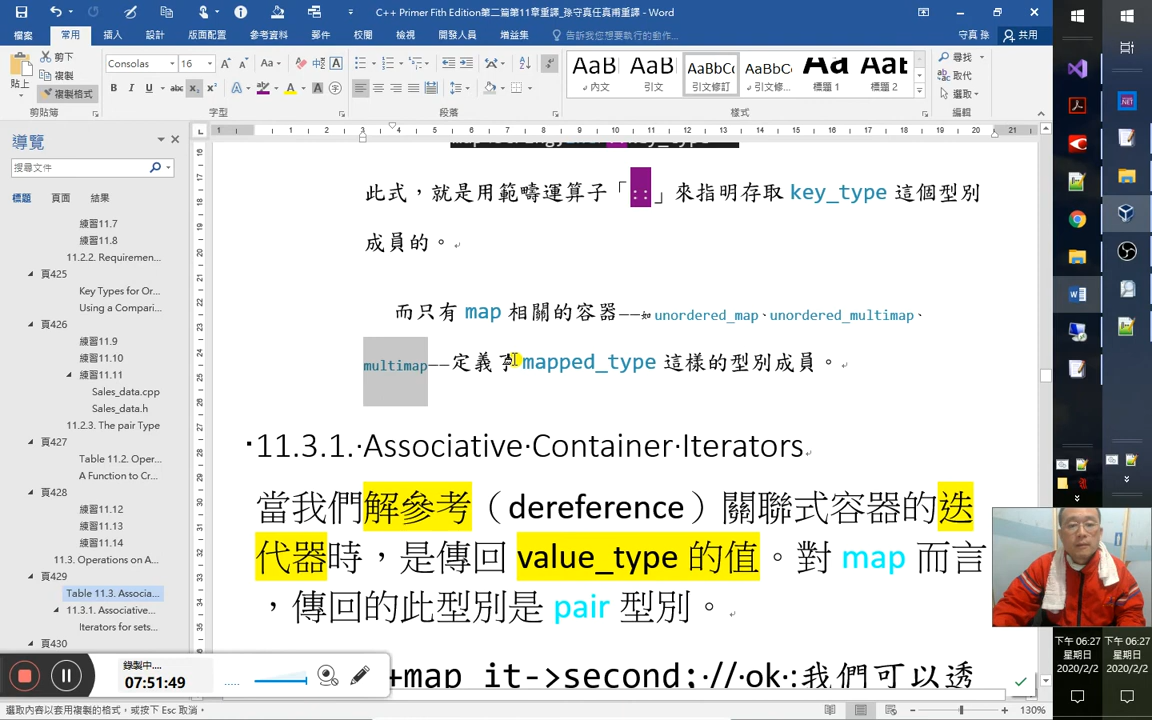 C++ Primer Fith Edition第二篇第11章重譯_孫守真任真甫重譯 - Word
檔案 常用 插入 設計 版面配置 參考資料 郵件 校閱 檢視 開發人員 增益集 告訴我您想要執行的動作... 守真 孫 共用
貼上 剪下 複製 複製格式
Consolas 16
AaB AaB AaBbCc AaBbC AaB AaB
內文 引文 引文修訂 引文修... 標題 1 標題 2
尋找 取代 選取
剪貼簿 字型 段落 樣式 編輯
導覽
搜尋文件
標題 頁面 結果
練習11.7
練習11.8
11.2.2. Requiremen...
頁425
Key Types for Or...
Using a Compari...
頁426
練習11.9
練習11.10
練習11.11
Sales_data.cpp
Sales_data.h
11.2.3. The pair Type
頁427
Table 11.2. Oper...
A Function to Cr...
頁428
練習11.12
練習11.13
練習11.14
11.3. Operations on A...
頁429
Table 11.3. Associa...
11.3.1. Associative...
Iterators for sets...
頁430
此式，就是用範疇運算子「::」來指明存取 key_type 這個型別
成員的。
而只有 map 相關的容器——如 unordered_map、unordered_multimap、
multimap——定義了 mapped_type 這樣的型別成員。
11.3.1. Associative Container Iterators
當我們解參考（dereference）關聯式容器的迭
代器時，是傳回 value_type 的值。對 map 而言
，傳回的此型別是 pair 型別。
+map_it->second; // ok :我們可以透
錄製中....
07:51:49
選取內容以套用複製的格式，或按下 Esc 取消。
130%
下午 06:27 下午 06:27
星期日 星期日
2020/2/2 2020/2/2